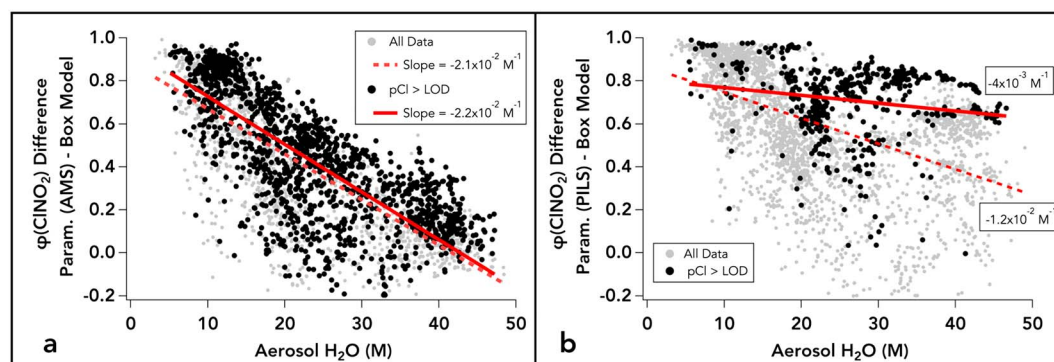 φ(ClNO₂) Difference
Param. (AMS) - Box Model
1.0
0.8
0.6
0.4
0.2
0.0
-0.2
All Data
Slope = -2.1x10⁻² M⁻¹
pCl > LOD
Slope = -2.2x10⁻² M⁻¹
a
0
10
20
30
40
50
Aerosol H₂O (M)
φ(ClNO₂) Difference
Param. (PILS) - Box Model
1.0
0.8
0.6
0.4
0.2
0.0
-0.2
-4x10⁻³ M⁻¹
-1.2x10⁻² M⁻¹
All Data
pCl > LOD
b
0
10
20
30
40
50
Aerosol H₂O (M)